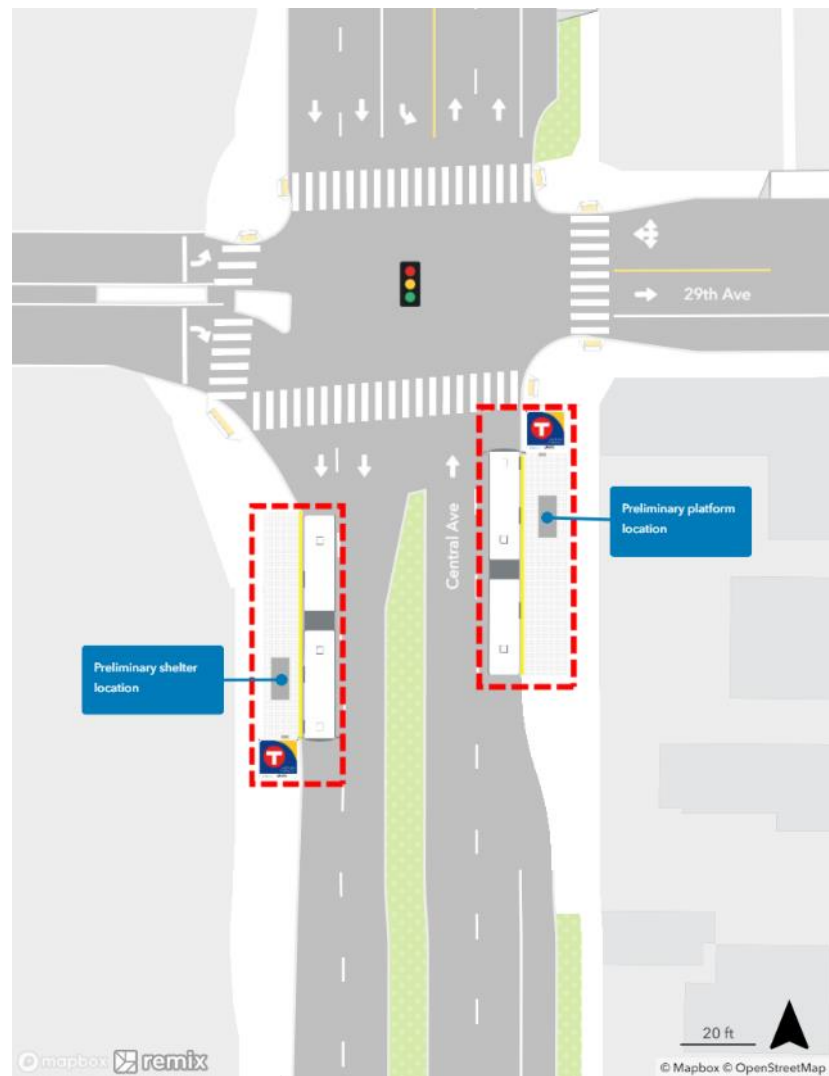 29th Ave
Central Ave
T
Preliminary platform
location
Preliminary shelter
location
T
20 ft
mapbox remix
© Mapbox © OpenStreetMap